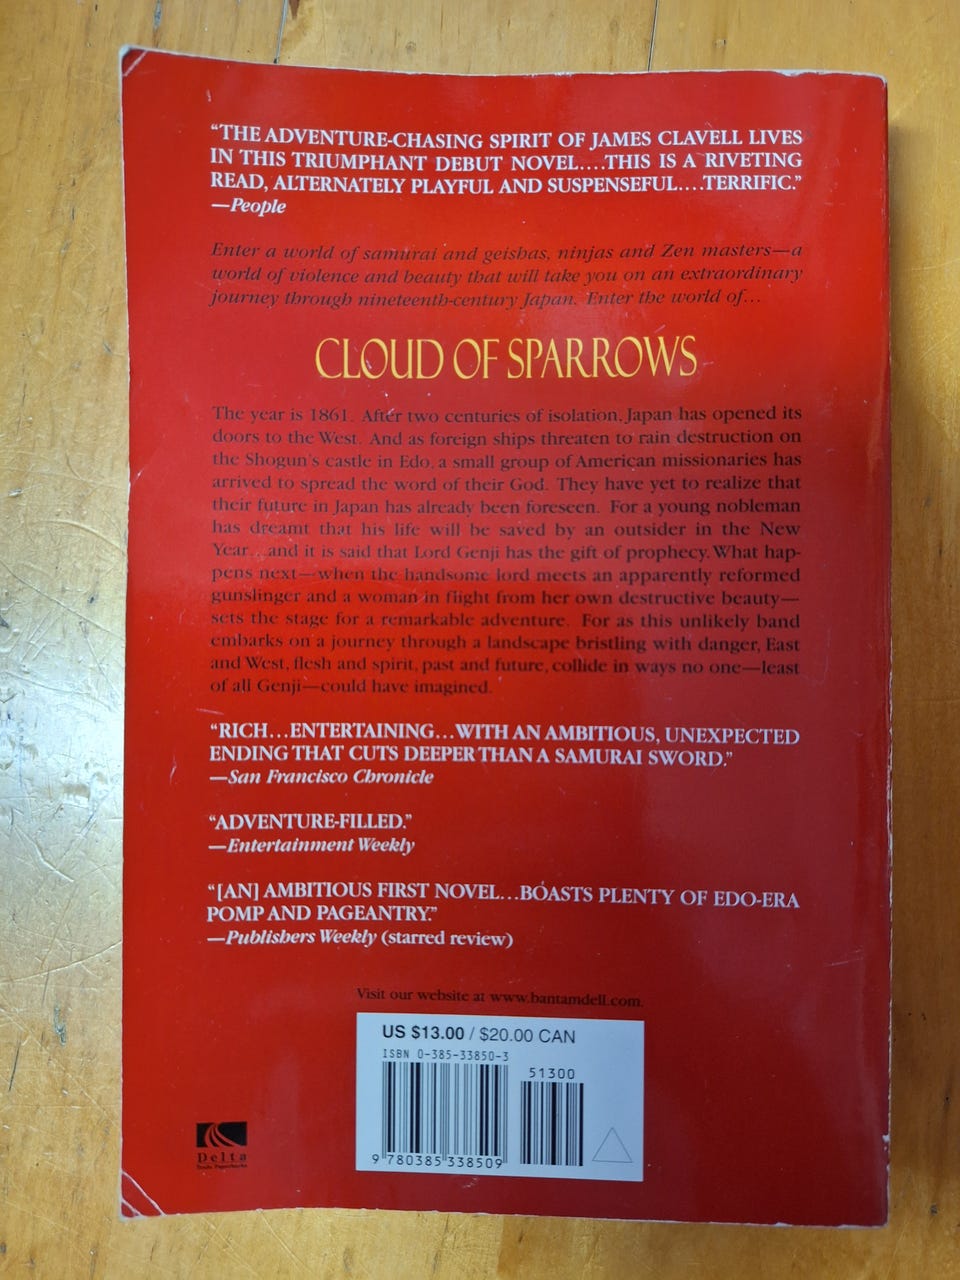 “THE ADVENTURE-CHASING SPIRIT OF JAMES CLAVELL LIVES
IN THIS TRIUMPHANT DEBUT NOVEL....THIS IS A RIVETING
READ, ALTERNATELY PLAYFUL AND SUSPENSEFUL....TERRIFIC.”
—People
Enter a world of samurai and geishas, ninjas and Zen masters—a
world of violence and beauty that will take you on an extraordinary
journey through nineteenth-century Japan. Enter the world of...
CLOUD OF SPARROWS
The year is 1861. After two centuries of isolation, Japan has opened its
doors to the West. And as foreign ships threaten to rain destruction on
the Shogun's castle in Edo, a small group of American missionaries has
arrived to spread the word of their God. They have yet to realize that
their future in Japan has already been foreseen. For a young nobleman
has dreamt that his life will be saved by an outsider in the New
Year...and it is said that Lord Genji has the gift of prophecy. What hap-
pens next—when the handsome lord meets an apparently reformed
gunslinger and a woman in flight from her own destructive beauty—
sets the stage for a remarkable adventure. For as this unlikely band
embarks on a journey through a landscape bristling with danger, East
and West, flesh and spirit, past and future, collide in ways no one—least
of all Genji—could have imagined.
“RICH...ENTERTAINING...WITH AN AMBITIOUS, UNEXPECTED
ENDING THAT CUTS DEEPER THAN A SAMURAI SWORD.”
—San Francisco Chronicle
“ADVENTURE-FILLED.”
—Entertainment Weekly
“[AN] AMBITIOUS FIRST NOVEL...BOASTS PLENTY OF EDO-ERA
POMP AND PAGEANTRY.”
—Publishers Weekly (starred review)
Visit our website at www.bantamdell.com.
US $13.00 / $20.00 CAN
ISBN 0-385-33850-3
51300
9 780385 338509
Delta
Trade Paperbacks